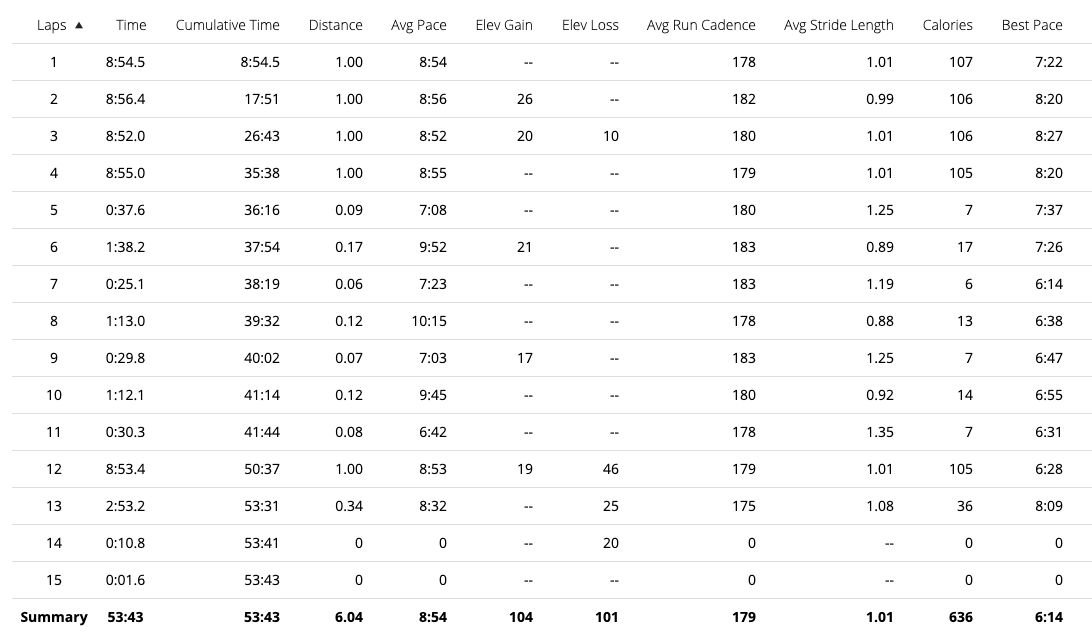 Laps ▲ Time Cumulative Time Distance Avg Pace Elev Gain Elev Loss Avg Run Cadence Avg Stride Length Calories Best Pace
1 8:54.5 8:54.5 1.00 8:54 -- -- 178 1.01 107 7:22
2 8:56.4 17:51 1.00 8:56 26 -- 182 0.99 106 8:20
3 8:52.0 26:43 1.00 8:52 20 10 180 1.01 106 8:27
4 8:55.0 35:38 1.00 8:55 -- -- 179 1.01 105 8:20
5 0:37.6 36:16 0.09 7:08 -- -- 180 1.25 7 7:37
6 1:38.2 37:54 0.17 9:52 21 -- 183 0.89 17 7:26
7 0:25.1 38:19 0.06 7:23 -- -- 183 1.19 6 6:14
8 1:13.0 39:32 0.12 10:15 -- -- 178 0.88 13 6:38
9 0:29.8 40:02 0.07 7:03 17 -- 183 1.25 7 6:47
10 1:12.1 41:14 0.12 9:45 -- -- 180 0.92 14 6:55
11 0:30.3 41:44 0.08 6:42 -- -- 178 1.35 7 6:31
12 8:53.4 50:37 1.00 8:53 19 46 179 1.01 105 6:28
13 2:53.2 53:31 0.34 8:32 -- 25 175 1.08 36 8:09
14 0:10.8 53:41 0 0 -- 20 0 -- 0 0
15 0:01.6 53:43 0 0 -- -- 0 -- 0 0
Summary 53:43 53:43 6.04 8:54 104 101 179 1.01 636 6:14